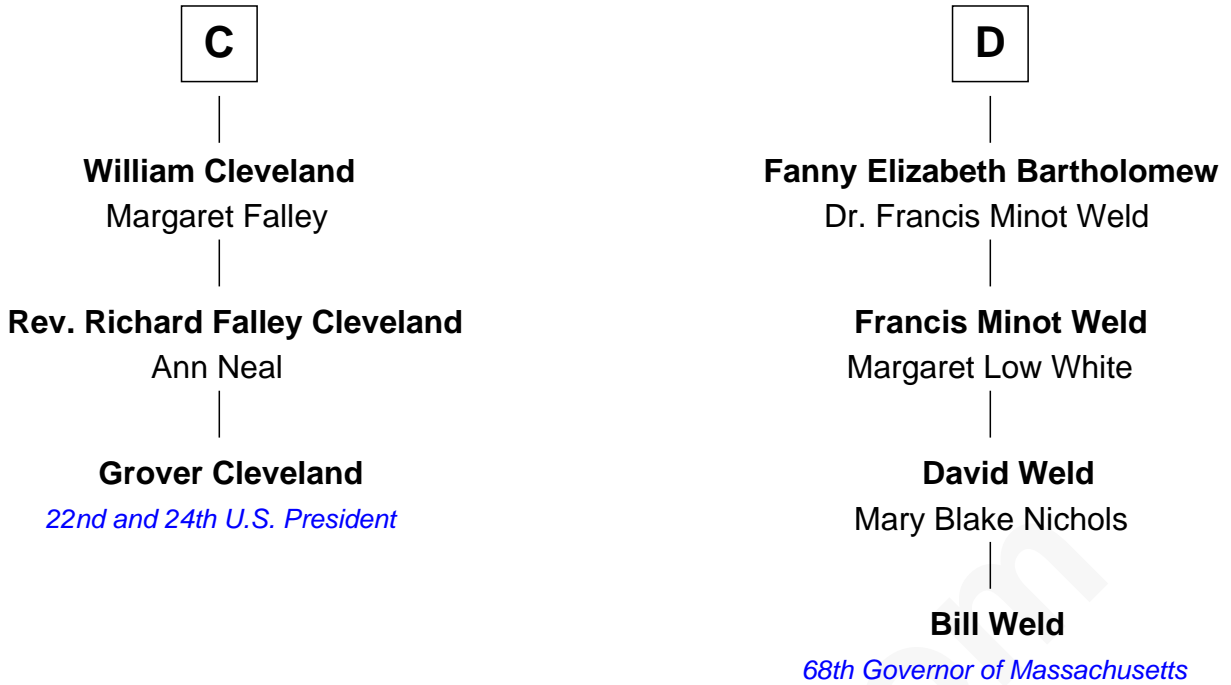 C
William Cleveland
Margaret Falley
Rev. Richard Falley Cleveland
Ann Neal
Grover Cleveland
22nd and 24th U.S. President
D
Fanny Elizabeth Bartholomew
Dr. Francis Minot Weld
Francis Minot Weld
Margaret Low White
David Weld
Mary Blake Nichols
Bill Weld
68th Governor of Massachusetts